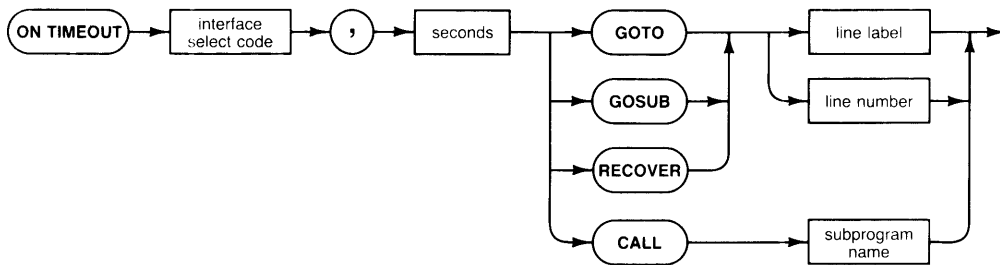 ON TIMEOUT
interface
select code
,
seconds
GOTO
line label
GOSUB
line number
RECOVER
CALL
subprogram
name